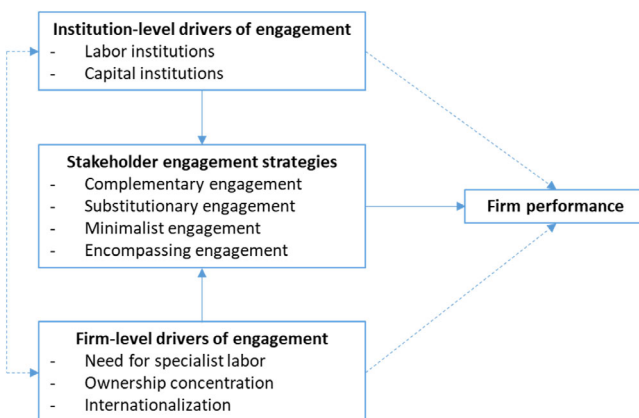 Institution-level drivers of engagement
- Labor institutions
- Capital institutions
Stakeholder engagement strategies
- Complementary engagement
- Substitutionary engagement
- Minimalist engagement
- Encompassing engagement
Firm performance
Firm-level drivers of engagement
- Need for specialist labor
- Ownership concentration
- Internationalization